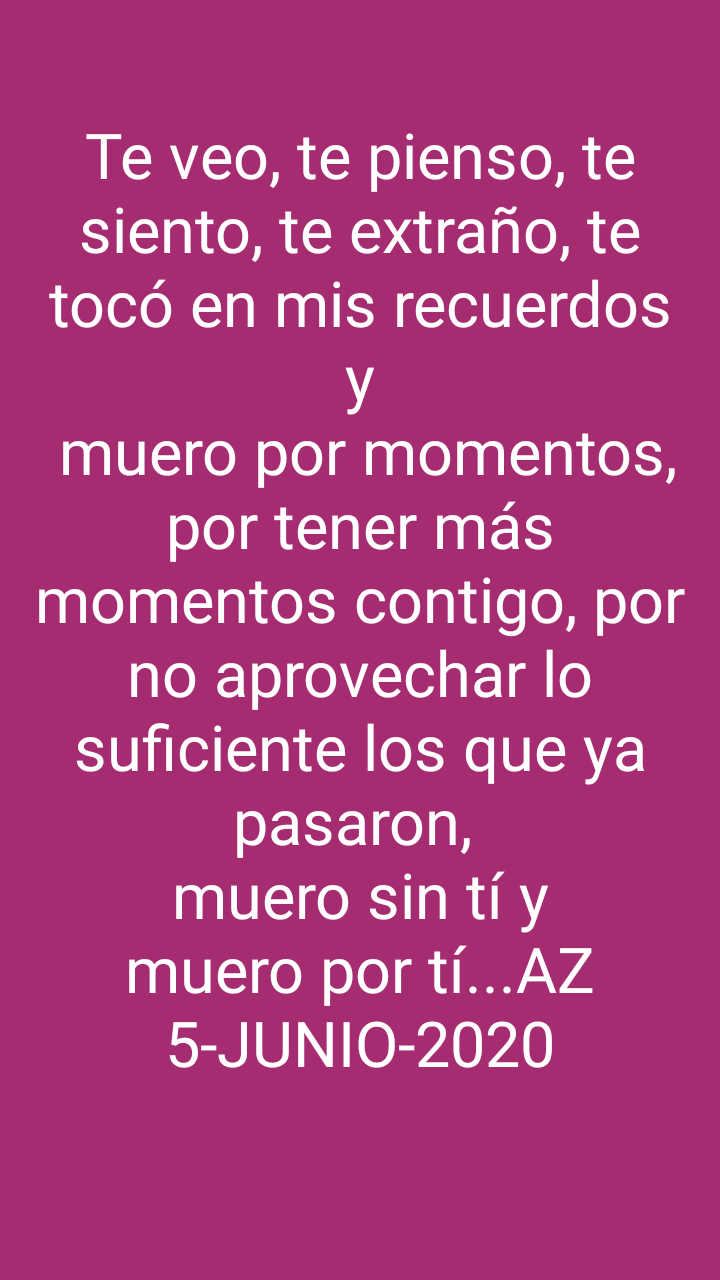 Te veo, te pienso, te
siento, te extraño, te
tocó en mis recuerdos
y
muero por momentos,
por tener más
momentos contigo, por
no aprovechar lo
suficiente los que ya
pasaron,
muero sin tí y
muero por tí...AZ
5-JUNIO-2020